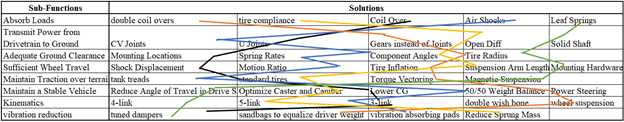 Sub-Functions Solutions
Absorb Loads double coil overs tire compliance Coil Over Air Shocks Leaf Springs
Transmit Power from
Drivetrain to Ground CV Joints U Joints Gears instead of Joints Open Diff Solid Shaft
Adequate Ground Clearance Mounting Locations Spring Rates Component Angles Tire Radius
Sufficient Wheel Travel Shock Displacement Motion Ratio Tire Inflation Suspension Arm Length Mounting Hardware
Maintain Traction over terrai tank treads standard tires Torque Vectoring Magnetic Suspension
Maintain a Stable Vehicle Reduce Angle of Travel in Drive S Optimize Caster and Camber Lower CG 50/50 Weight Balance Power Steering
Kinematics 4-link 5-link 3-link double wish bone wheel suspension
vibration reduction tuned dampers sandbags to equalize driver weight vibration absorbing pads Reduce Sprung Mass